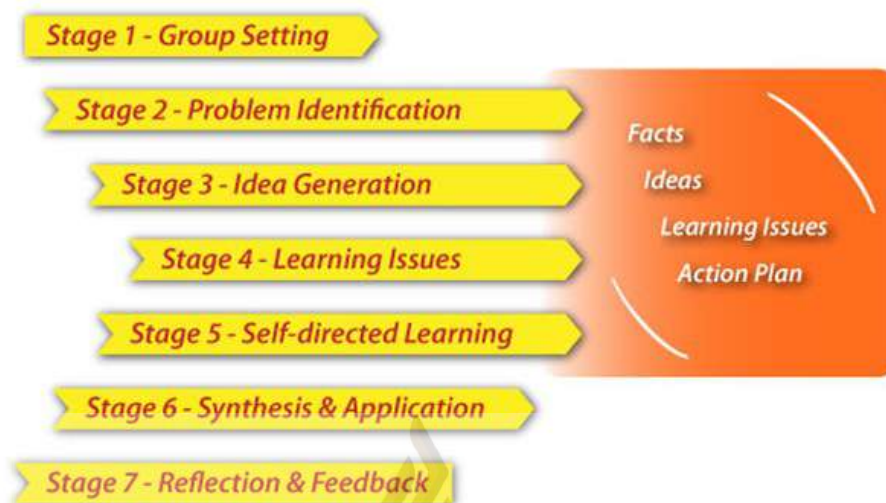 Stage 1 - Group Setting
Stage 2 - Problem Identification
Stage 3 - Idea Generation
Stage 4 - Learning Issues
Stage 5 - Self-directed Learning
Stage 6 - Synthesis & Application
Stage 7 - Reflection & Feedback
Facts
Ideas
Learning Issues
Action Plan